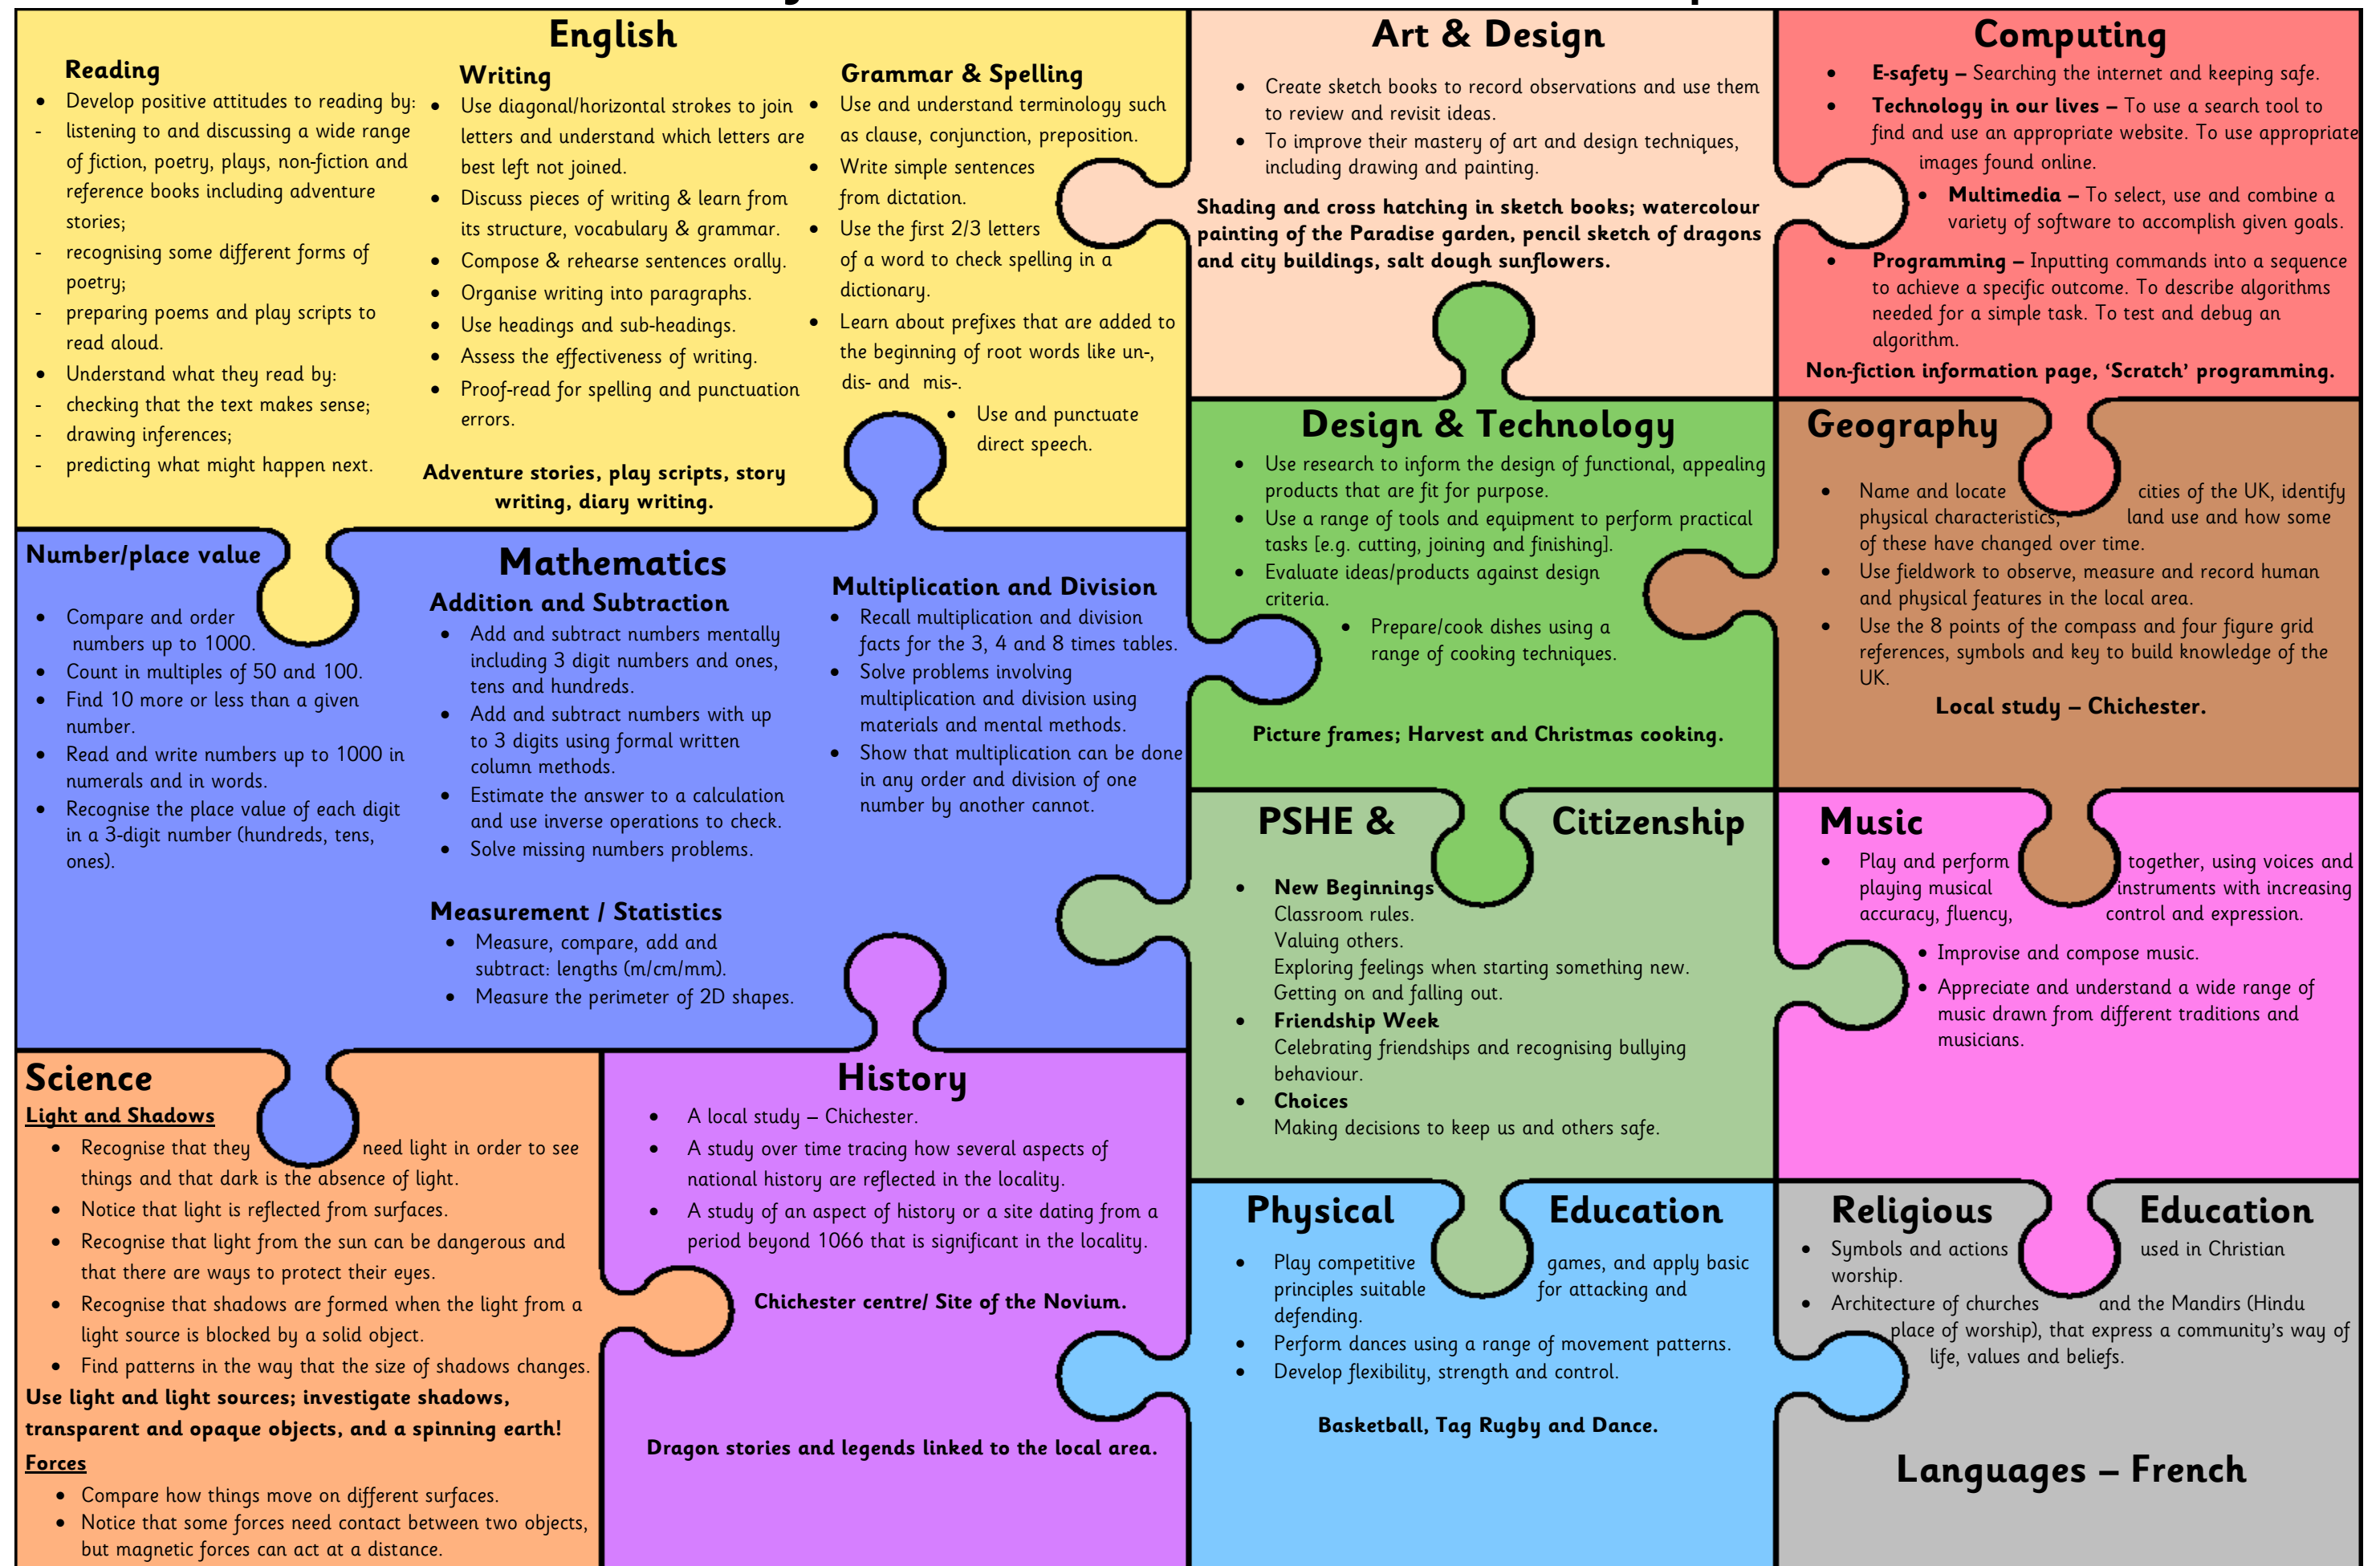 English
Reading
• Develop positive attitudes to reading by:
- listening to and discussing a wide range
of fiction, poetry, plays, non-fiction and
reference books including adventure
stories;
- recognising some different forms of
poetry;
- preparing poems and play scripts to
read aloud.
• Understand what they read by:
- checking that the text makes sense;
- drawing inferences;
- predicting what might happen next.
Writing
• Use diagonal/horizontal strokes to join
letters and understand which letters are
best left not joined.
• Discuss pieces of writing & learn from
its structure, vocabulary & grammar.
• Compose & rehearse sentences orally.
• Organise writing into paragraphs.
• Use headings and sub-headings.
• Assess the effectiveness of writing.
• Proof-read for spelling and punctuation
errors.
Adventure stories, play scripts, story
writing, diary writing.
Grammar & Spelling
• Use and understand terminology such
as clause, conjunction, preposition.
• Write simple sentences
from dictation.
• Use the first 2/3 letters
of a word to check spelling in a
dictionary.
• Learn about prefixes that are added to
the beginning of root words like un-,
dis- and mis-.
• Use and punctuate
direct speech.
Art & Design
• Create sketch books to record observations and use them
to review and revisit ideas.
• To improve their mastery of art and design techniques,
including drawing and painting.
Shading and cross hatching in sketch books; watercolour
painting of the Paradise garden, pencil sketch of dragons
and city buildings, salt dough sunflowers.
Computing
• E-safety – Searching the internet and keeping safe.
• Technology in our lives – To use a search tool to
find and use an appropriate website. To use appropriate
images found online.
• Multimedia – To select, use and combine a
variety of software to accomplish given goals.
• Programming – Inputting commands into a sequence
to achieve a specific outcome. To describe algorithms
needed for a simple task. To test and debug an
algorithm.
Non-fiction information page, ‘Scratch’ programming.
Mathematics
Number/place value
• Compare and order
numbers up to 1000.
• Count in multiples of 50 and 100.
• Find 10 more or less than a given
number.
• Read and write numbers up to 1000 in
numerals and in words.
• Recognise the place value of each digit
in a 3-digit number (hundreds, tens,
ones).
Addition and Subtraction
• Add and subtract numbers mentally
including 3 digit numbers and ones,
tens and hundreds.
• Add and subtract numbers with up
to 3 digits using formal written
column methods.
• Estimate the answer to a calculation
and use inverse operations to check.
• Solve missing numbers problems.
Measurement / Statistics
• Measure, compare, add and
subtract: lengths (m/cm/mm).
• Measure the perimeter of 2D shapes.
Multiplication and Division
• Recall multiplication and division
facts for the 3, 4 and 8 times tables.
• Solve problems involving
multiplication and division using
materials and mental methods.
• Show that multiplication can be done
in any order and division of one
number by another cannot.
Design & Technology
• Use research to inform the design of functional, appealing
products that are fit for purpose.
• Use a range of tools and equipment to perform practical
tasks [e.g. cutting, joining and finishing].
• Evaluate ideas/products against design
criteria.
• Prepare/cook dishes using a
range of cooking techniques.
Picture frames; Harvest and Christmas cooking.
Geography
• Name and locate cities of the UK, identify
physical characteristics, land use and how some
of these have changed over time.
• Use fieldwork to observe, measure and record human
and physical features in the local area.
• Use the 8 points of the compass and four figure grid
references, symbols and key to build knowledge of the
UK.
Local study – Chichester.
PSHE & Citizenship
• New Beginnings
Classroom rules.
Valuing others.
Exploring feelings when starting something new.
Getting on and falling out.
• Friendship Week
Celebrating friendships and recognising bullying
behaviour.
• Choices
Making decisions to keep us and others safe.
Music
• Play and perform together, using voices and
playing musical instruments with increasing
accuracy, fluency, control and expression.
• Improvise and compose music.
• Appreciate and understand a wide range of
music drawn from different traditions and
musicians.
Science
Light and Shadows
• Recognise that they need light in order to see
things and that dark is the absence of light.
• Notice that light is reflected from surfaces.
• Recognise that light from the sun can be dangerous and
that there are ways to protect their eyes.
• Recognise that shadows are formed when the light from a
light source is blocked by a solid object.
• Find patterns in the way that the size of shadows changes.
Use light and light sources; investigate shadows,
transparent and opaque objects, and a spinning earth!
Forces
• Compare how things move on different surfaces.
• Notice that some forces need contact between two objects,
but magnetic forces can act at a distance.
History
• A local study – Chichester.
• A study over time tracing how several aspects of
national history are reflected in the locality.
• A study of an aspect of history or a site dating from a
period beyond 1066 that is significant in the locality.
Chichester centre/ Site of the Novium.
Dragon stories and legends linked to the local area.
Physical Education
• Play competitive games, and apply basic
principles suitable for attacking and
defending.
• Perform dances using a range of movement patterns.
• Develop flexibility, strength and control.
Basketball, Tag Rugby and Dance.
Religious Education
• Symbols and actions used in Christian
worship.
• Architecture of churches and the Mandirs (Hindu
place of worship), that express a community’s way of
life, values and beliefs.
Languages – French